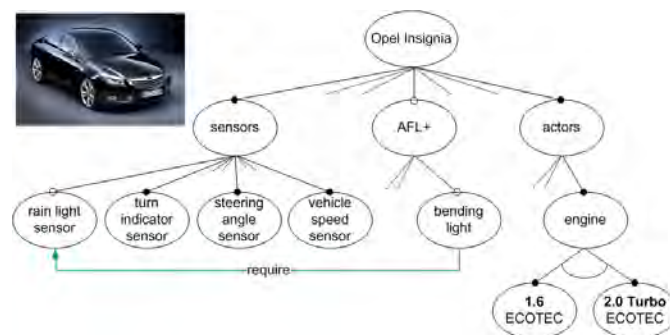 Opel Insignia
sensors
AFL+
actors
rain light
sensor
turn
indicator
sensor
steering
angle
sensor
vehicle
speed
sensor
bending
light
engine
require
1.6
ECOTEC
2.0 Turbo
ECOTEC